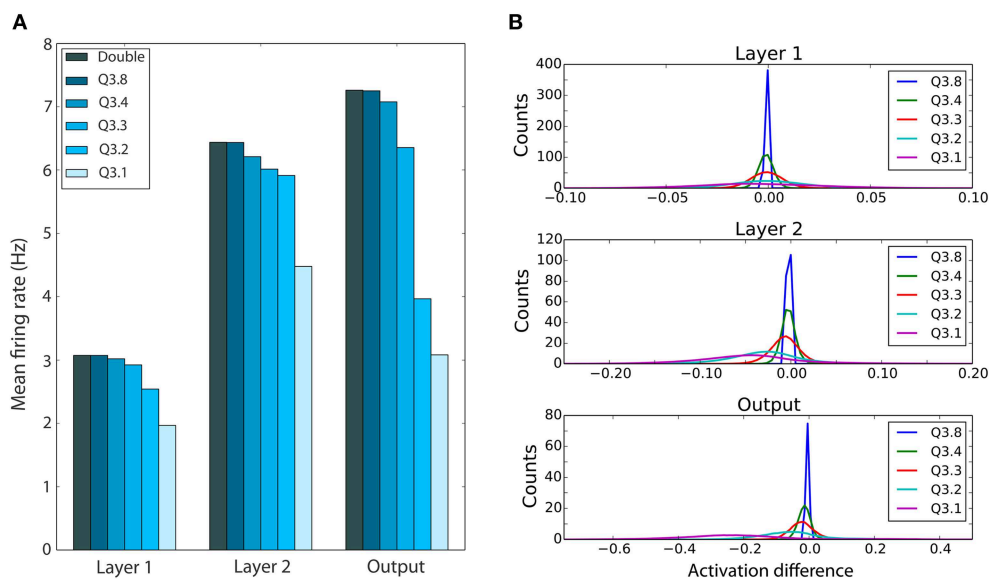 A
Mean firing rate (Hz)
8
7
6
5
4
3
2
1
0
Double
Q3.8
Q3.4
Q3.3
Q3.2
Q3.1
Layer 1 Layer 2 Output
B
Layer 1
Counts
400
300
200
100
0
−0.10 −0.05 0.00 0.05 0.10
Q3.8
Q3.4
Q3.3
Q3.2
Q3.1
Layer 2
Counts
120
100
80
60
40
20
0
−0.20 −0.10 0.00 0.10 0.20
Q3.8
Q3.4
Q3.3
Q3.2
Q3.1
Output
Counts
80
60
40
20
0
−0.6 −0.4 −0.2 0.0 0.2 0.4
Q3.8
Q3.4
Q3.3
Q3.2
Q3.1
Activation difference